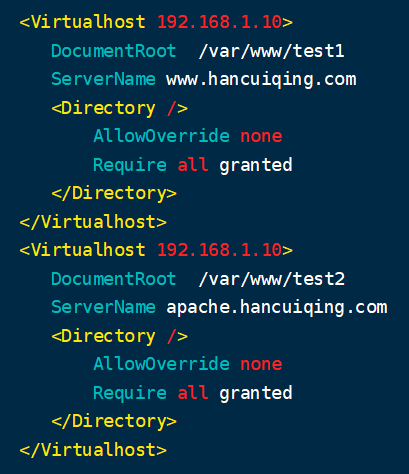 <Virtualhost 192.168.1.10>
DocumentRoot  /var/www/test1
ServerName www.hancuiqing.com
<Directory />
AllowOverride none
Require all granted
</Directory>
</Virtualhost>
<Virtualhost 192.168.1.10>
DocumentRoot  /var/www/test2
ServerName apache.hancuiqing.com
<Directory />
AllowOverride none
Require all granted
</Directory>
</Virtualhost>